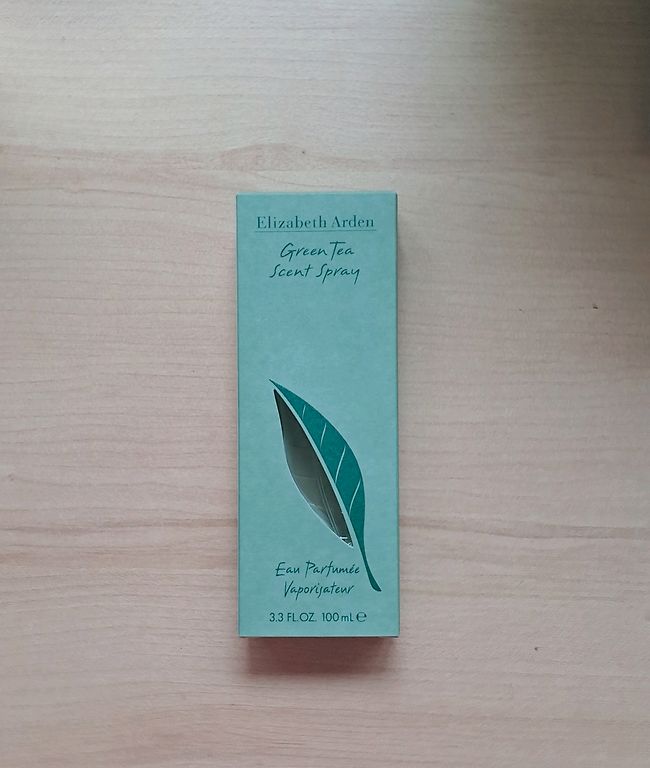 Elizabeth Arden
Green Tea
Scent Spray
Eau Parfumée
Vaporisateur
3.3 FL.OZ. 100 mL ℮